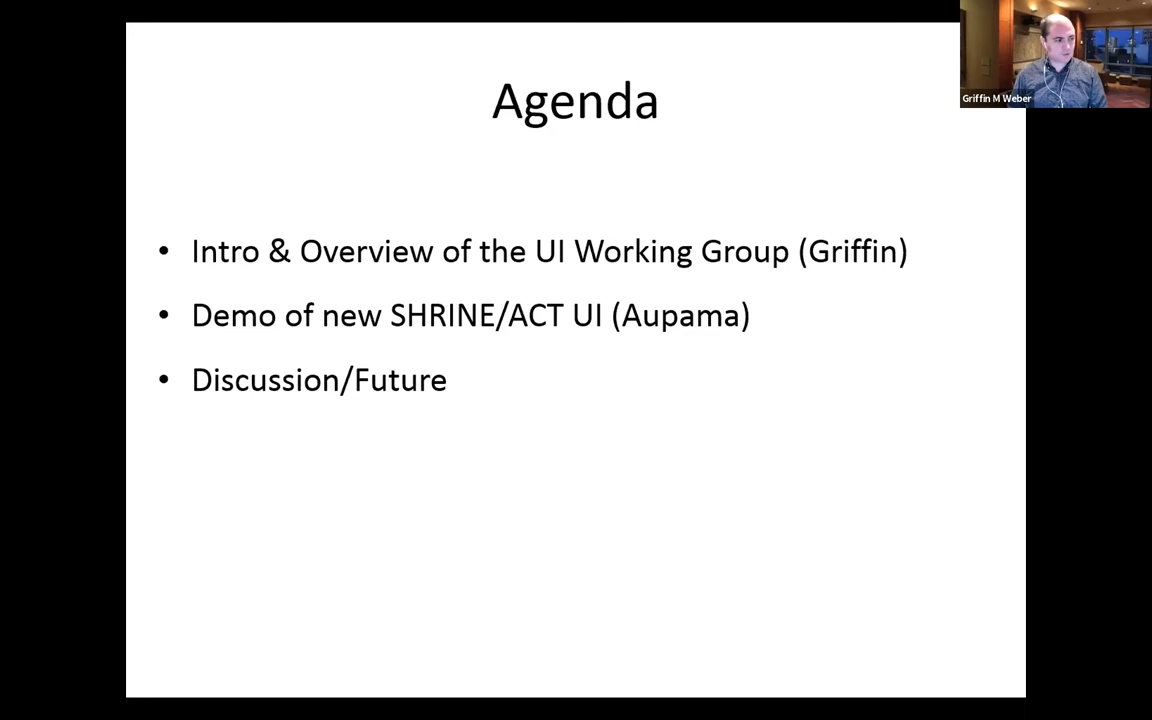 Agenda
Griffin M Weber
• Intro & Overview of the UI Working Group (Griffin)
• Demo of new SHRINE/ACT UI (Aupama)
• Discussion/Future